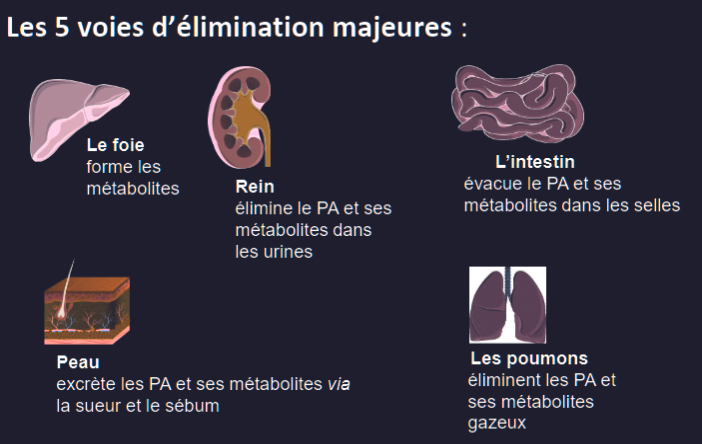 Les 5 voies d’élimination majeures :
Le foie
forme les
métabolites
Rein
élimine le PA et ses
métabolites dans
les urines
L’intestin
évacue le PA et ses
métabolites dans les selles
Peau
excrète les PA et ses métabolites via
la sueur et le sébum
Les poumons
éliminent les PA et
ses métabolites
gazeux